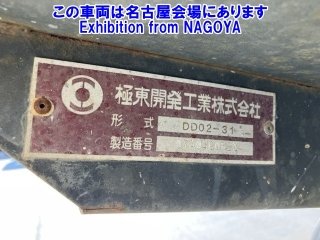 この車両は名古屋会場にあります
Exhibition from NAGOYA
極東開発工業株式会社
形式 DD02-31
製造番号